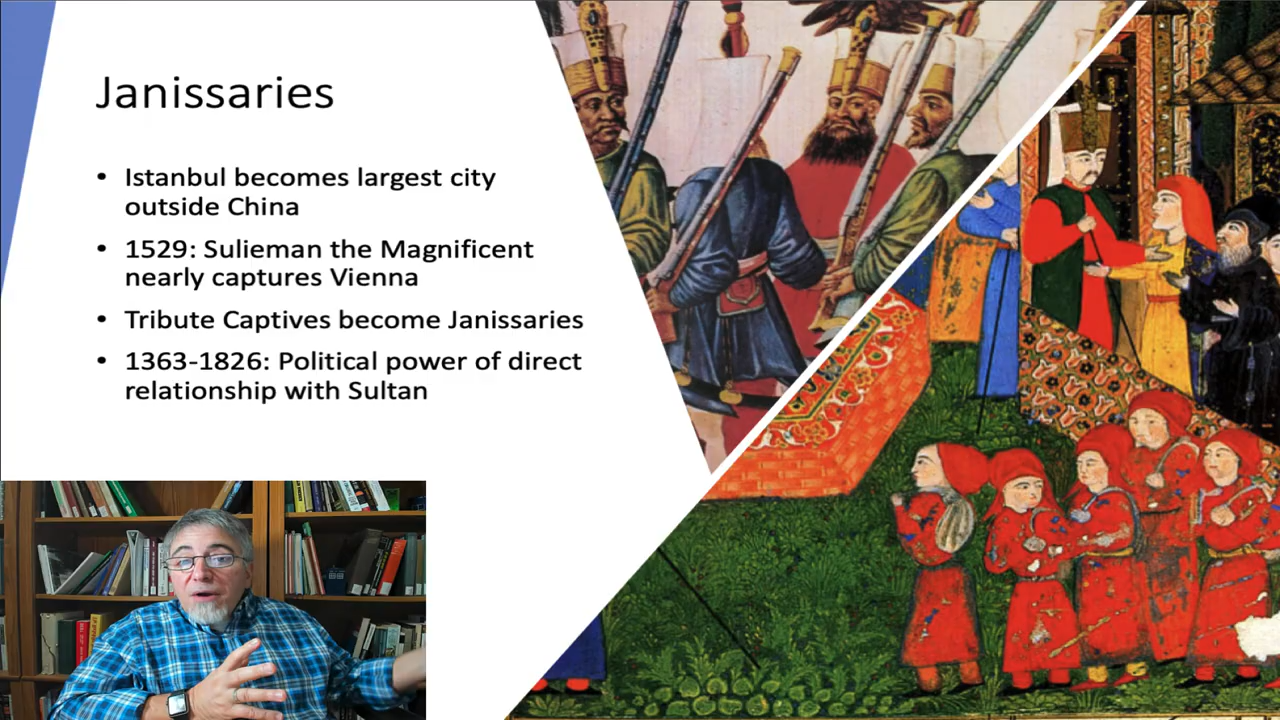 Janissaries
• Istanbul becomes largest city
outside China
• 1529: Sulieman the Magnificent
nearly captures Vienna
• Tribute Captives become Janissaries
• 1363-1826: Political power of direct
relationship with Sultan